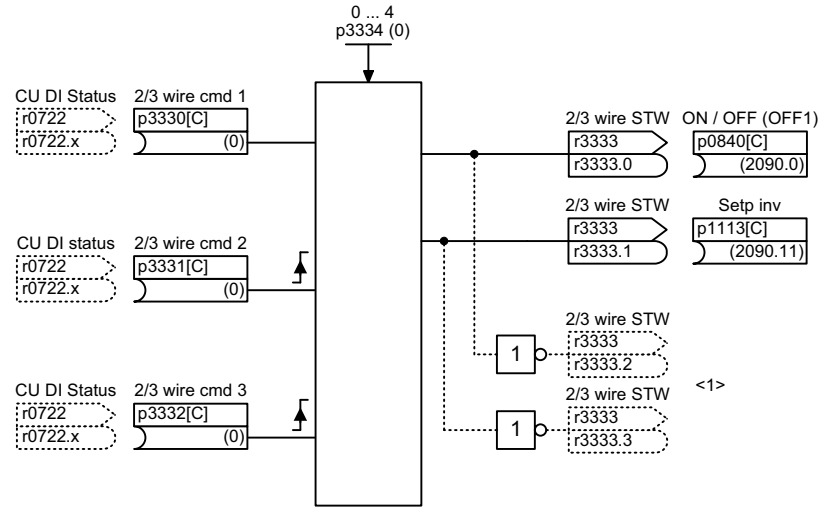 0 ... 4
p3334 (0)
CU DI Status
2/3 wire cmd 1
r0722
r0722.x
p3330[C]
(0)
2/3 wire STW
r3333
r3333.0
ON / OFF (OFF1)
p0840[C]
(2090.0)
2/3 wire STW
r3333
r3333.1
Setp inv
p1113[C]
(2090.11)
CU DI status
2/3 wire cmd 2
r0722
r0722.x
p3331[C]
(0)
2/3 wire STW
1
r3333
r3333.2
<1>
CU DI Status
2/3 wire cmd 3
r0722
r0722.x
p3332[C]
(0)
2/3 wire STW
1
r3333
r3333.3